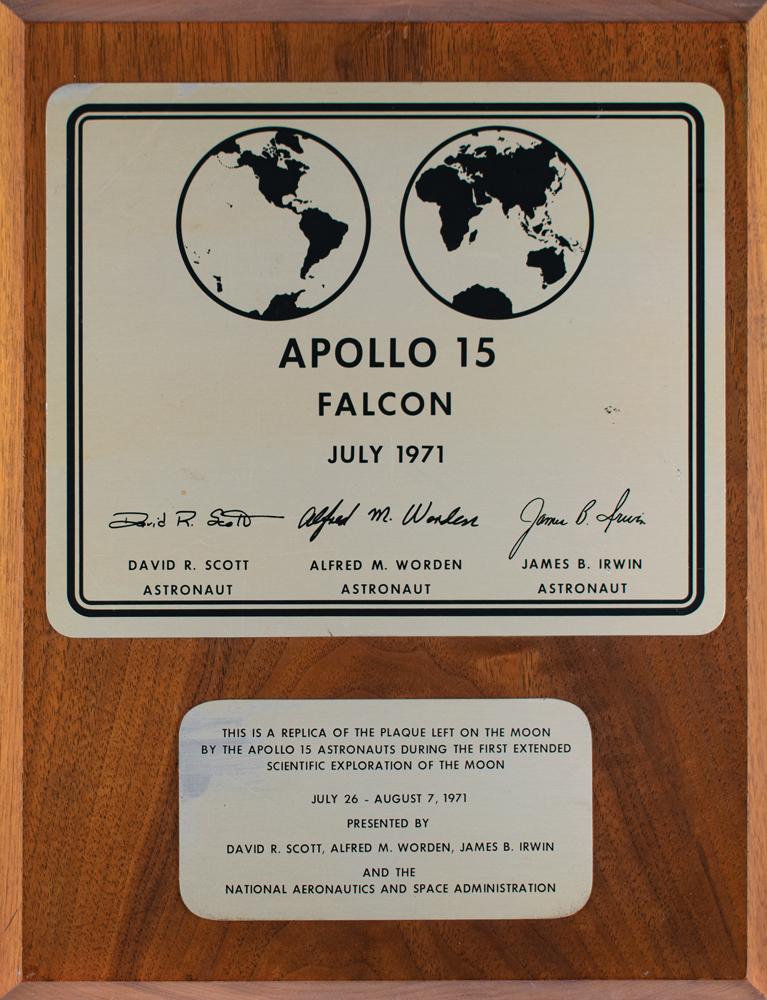 APOLLO 15
FALCON
JULY 1971
David R. Scott Alfred M. Worden James B. Irwin
DAVID R. SCOTT ALFRED M. WORDEN JAMES B. IRWIN
ASTRONAUT ASTRONAUT ASTRONAUT
THIS IS A REPLICA OF THE PLAQUE LEFT ON THE MOON
BY THE APOLLO 15 ASTRONAUTS DURING THE FIRST EXTENDED
SCIENTIFIC EXPLORATION OF THE MOON
JULY 26 - AUGUST 7, 1971
PRESENTED BY
DAVID R. SCOTT, ALFRED M. WORDEN, JAMES B. IRWIN
AND THE
NATIONAL AERONAUTICS AND SPACE ADMINISTRATION